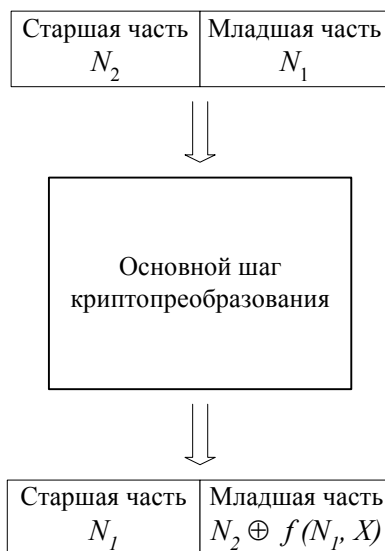 Старшая часть Младшая часть
N₂ N₁
Основной шаг
криптопреобразования
Старшая часть Младшая часть
N₁ N₂ ⊕ f(N₁, X)